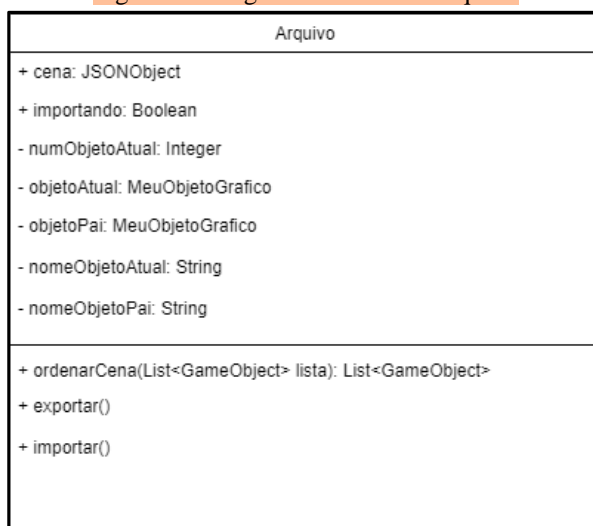 Arquivo
+ cena: JSONObject
+ importando: Boolean
- numObjetoAtual: Integer
- objetoAtual: MeuObjetoGrafico
- objetoPai: MeuObjetoGrafico
- nomeObjetoAtual: String
- nomeObjetoPai: String
+ ordenarCena(List<GameObject> lista): List<GameObject>
+ exportar()
+ importar()